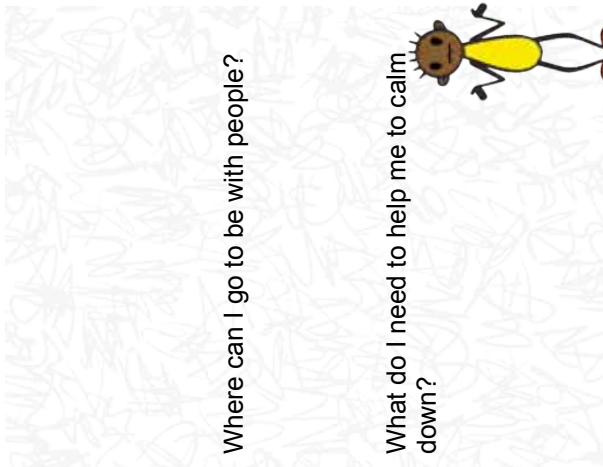 Where can I go to be with people?
What do I need to help me to calm
down?